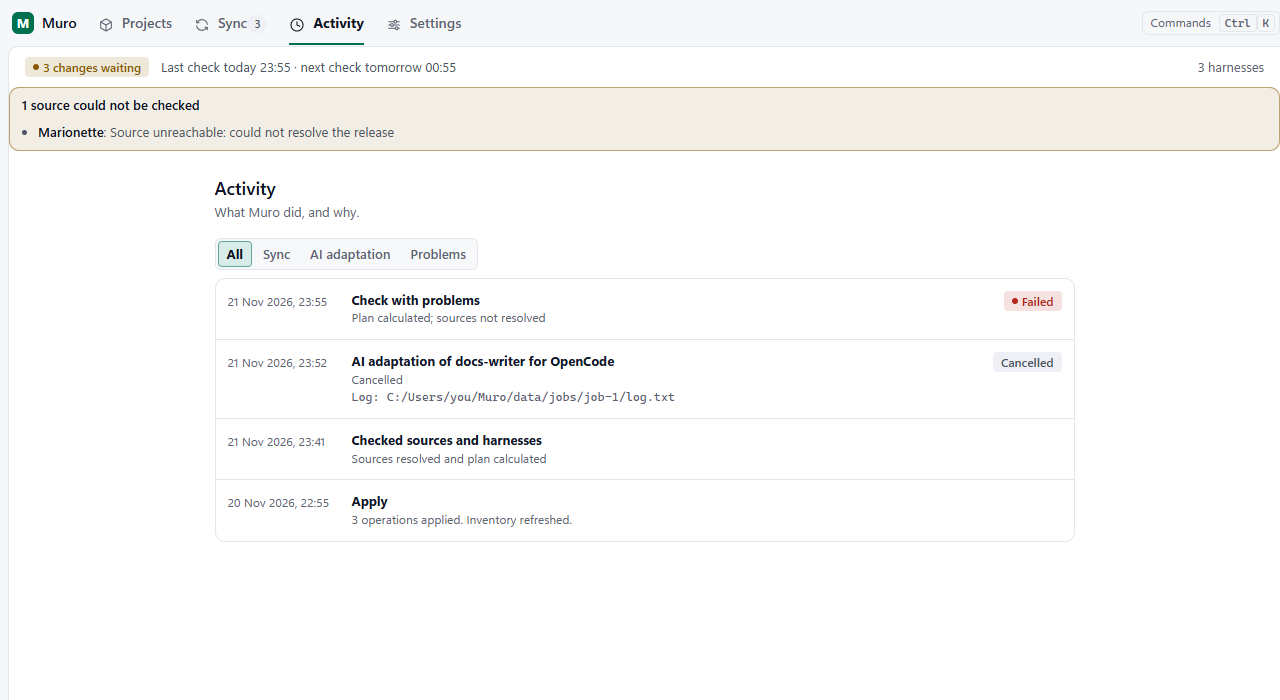 M Muro Projects Sync 3 Activity Settings Commands Ctrl K
3 changes waiting Last check today 23:55 · next check tomorrow 00:55 3 harnesses
1 source could not be checked
• Marionette: Source unreachable: could not resolve the release
Activity
What Muro did, and why.
All Sync AI adaptation Problems
21 Nov 2026, 23:55 Check with problems Failed
Plan calculated; sources not resolved
21 Nov 2026, 23:52 AI adaptation of docs-writer for OpenCode Cancelled
Cancelled
Log: C:/Users/you/Muro/data/jobs/job-1/log.txt
21 Nov 2026, 23:41 Checked sources and harnesses
Sources resolved and plan calculated
20 Nov 2026, 22:55 Apply
3 operations applied. Inventory refreshed.